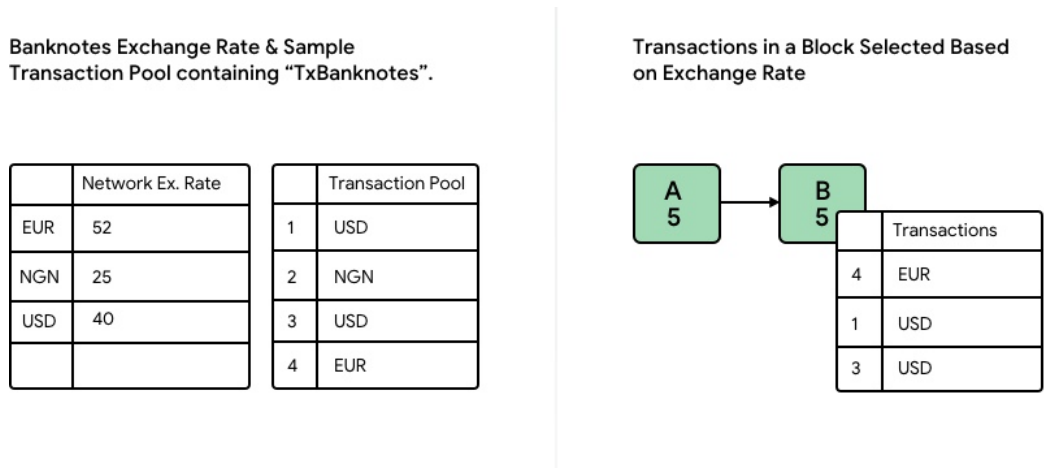 Banknotes Exchange Rate & Sample
Transaction Pool containing “TxBanknotes”.
Network Ex. Rate
EUR 52
NGN 25
USD 40
Transaction Pool
1 USD
2 NGN
3 USD
4 EUR
Transactions in a Block Selected Based
on Exchange Rate
A
5
B
5
Transactions
4 EUR
1 USD
3 USD